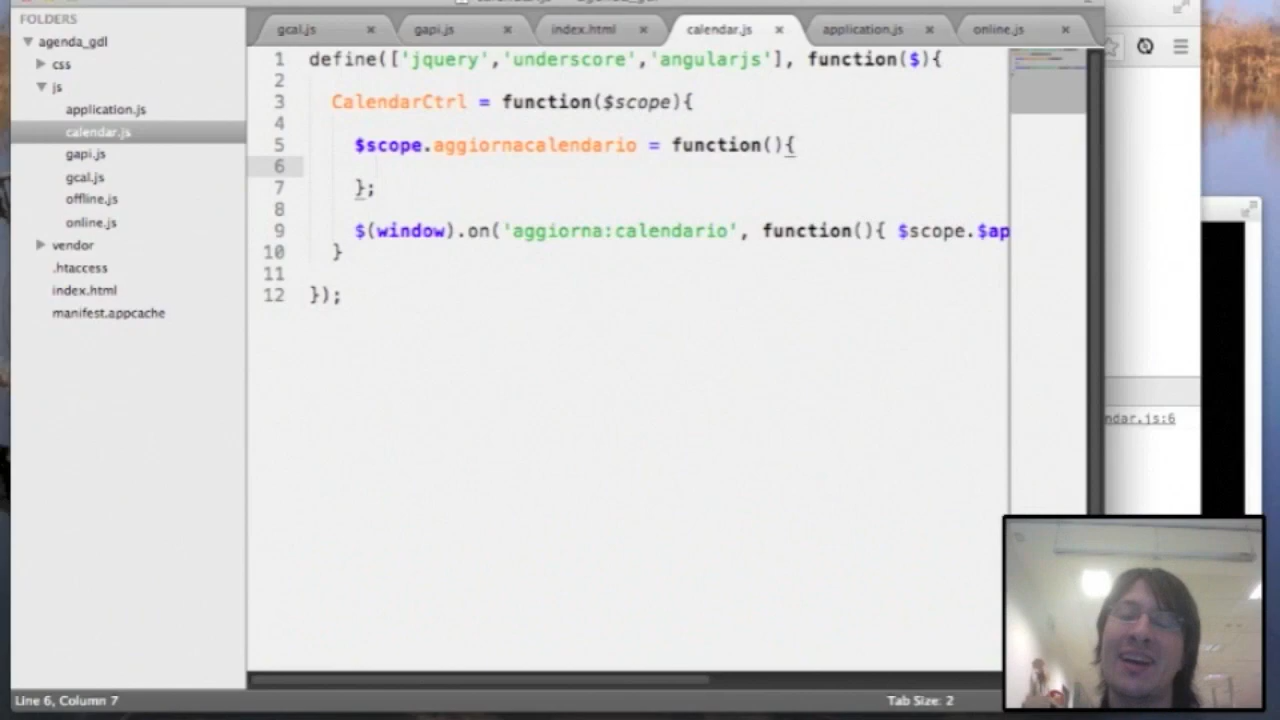 FOLDERS
agenda_gdl
css
js
application.js
calendar.js
gapi.js
gcal.js
offline.js
online.js
vendor
.htaccess
index.html
manifest.appcache
gcal.js × gapi.js × index.html × calendar.js × application.js × online.js ×
1 define(['jquery','underscore','angularjs'], function($){
2
3 CalendarCtrl = function($scope){
4
5 $scope.aggiornacalendario = function(){
6
7 };
8
9 $(window).on('aggiorna:calendario', function(){ $scope.$ap
10 }
11
12 });
ndar.js:6
Line 6, Column 7
Tab Size: 2